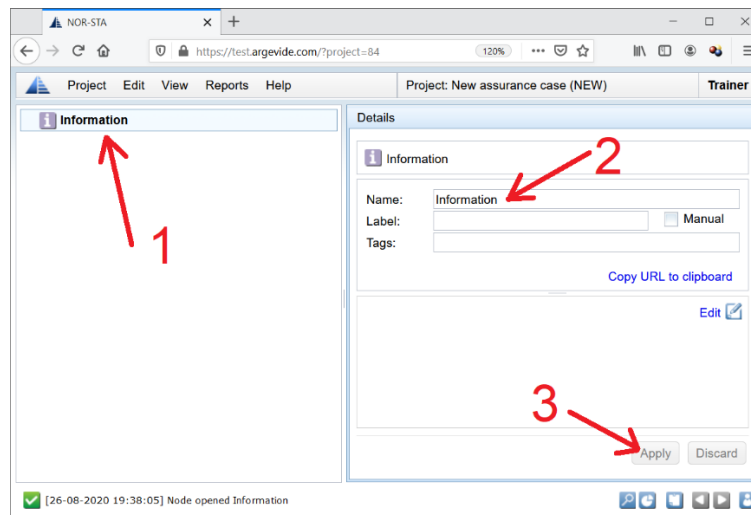 NOR-STA
https://test.argevide.com/?project=84
120%
Project Edit View Reports Help
Project: New assurance case (NEW)
Trainer
Information
Details
Information
2
Name: Information
Label:
Manual
Tags:
1
Copy URL to clipboard
Edit
3
Apply Discard
[26-08-2020 19:38:05] Node opened Information